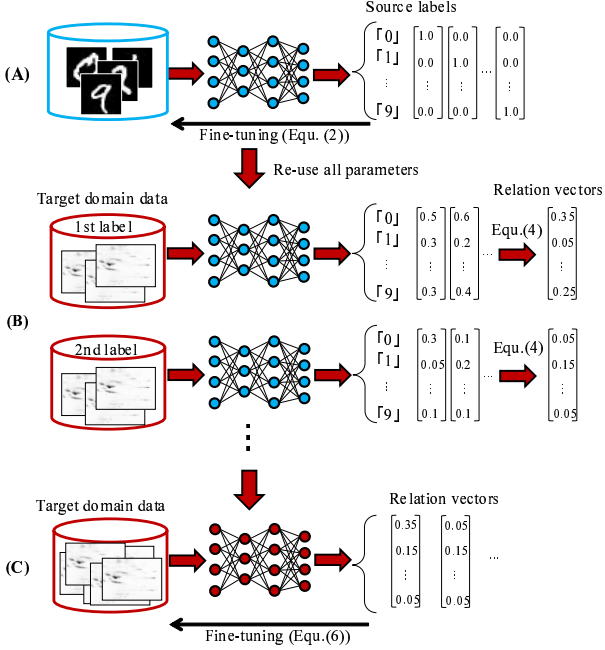 Source labels
(A)
「0」 1.0 0.0 0.0
「1」 0.0 1.0 ... 0.0
⋮ ⋮ ⋮ ⋮
「9」 0.0 0.0 1.0
Fine-tuning (Equ. (2))
Re-use all parameters
Target domain data
Relation vectors
1st label
「0」 0.5 0.6 0.35
「1」 0.3 0.2 ... Equ.(4) 0.05 ...
⋮ ⋮ ⋮ ⋮
「9」 0.3 0.4 0.25
(B)
2nd label
「0」 0.3 0.1 0.05
「1」 0.05 0.2 ... Equ.(4) 0.15
... ⋮ ⋮ ⋮
「9」 0.1 0.1 0.05
⋮
Target domain data
Relation vectors
(C)
0.35 0.05
0.15 0.15 ...
⋮ ⋮
0.05 0.05
Fine-tuning (Equ.(6))